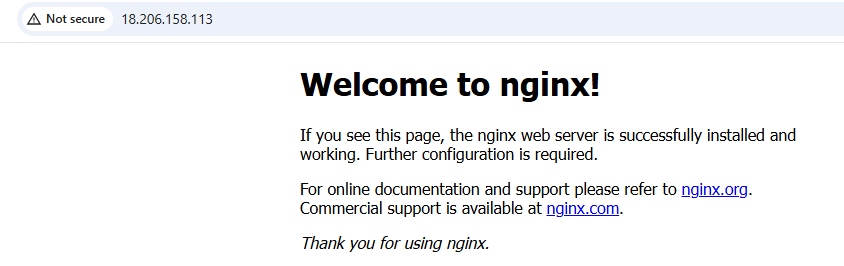 Not secure 18.206.158.113
Welcome to nginx!
If you see this page, the nginx web server is successfully installed and
working. Further configuration is required.
For online documentation and support please refer to nginx.org.
Commercial support is available at nginx.com.
Thank you for using nginx.